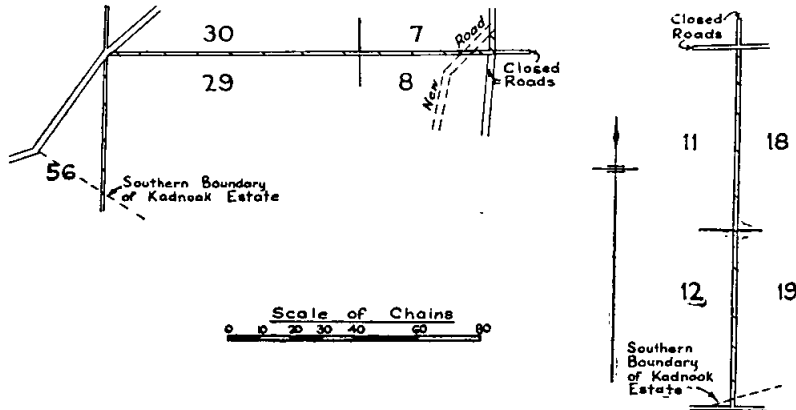 30
7
Road
New
29
8
Closed
Roads
56
Southern Boundary
of Kadnook Estate
Scale of Chains
0 10 20 30 40 60 80
Closed
Roads
11
18
12
19
Southern
Boundary
of Kadnook
Estate